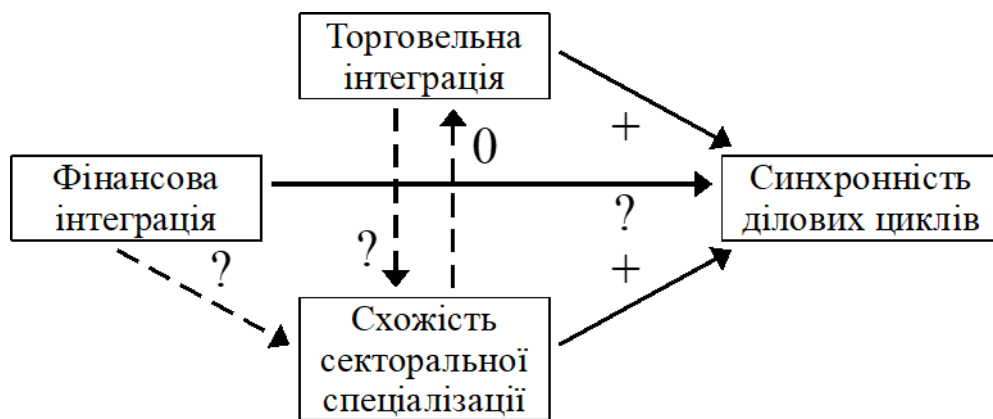 Торговельна
інтеграція
0
+
Фінансова
інтеграція
Синхронність
ділових циклів
?
?
?
+
Схожість
секторальної
спеціалізації